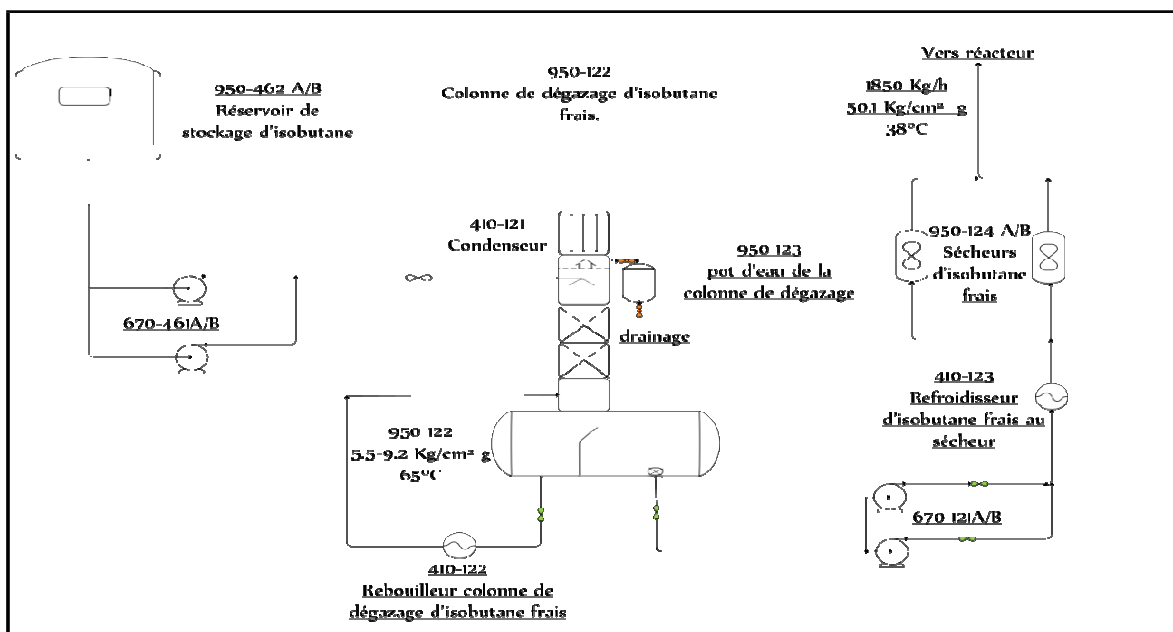 950-462 A/B
Réservoir de
stockage d'isobutane
950-122
Colonne de dégazage d'isobutane
frais.
Vers réacteur
1850 Kg/h
50.1 Kg/cm² g
38°C
410-121
Condenseur
950 123
pot d'eau de la
colonne de dégazage
950-124 A/B
Sécheurs
d'isobutane
frais
670-461A/B
drainage
410-123
Refroidisseur
d'isobutane frais au
sécheur
950 122
5.5-9.2 Kg/cm² g
65°C
670 121A/B
410-122
Rebouilleur colonne de
dégazage d'isobutane frais